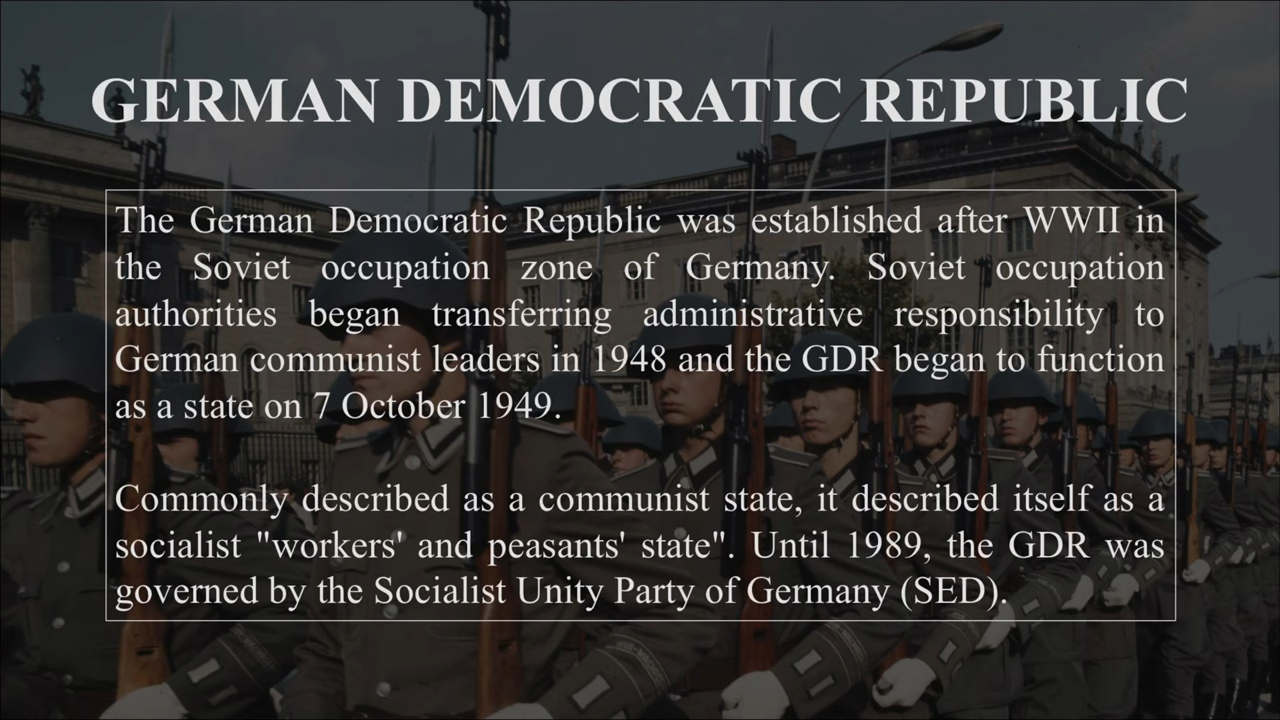 GERMAN DEMOCRATIC REPUBLIC
The German Democratic Republic was established after WWII in
the Soviet occupation zone of Germany. Soviet occupation
authorities began transferring administrative responsibility to
German communist leaders in 1948 and the GDR began to function
as a state on 7 October 1949.
Commonly described as a communist state, it described itself as a
socialist "workers' and peasants' state". Until 1989, the GDR was
governed by the Socialist Unity Party of Germany (SED).